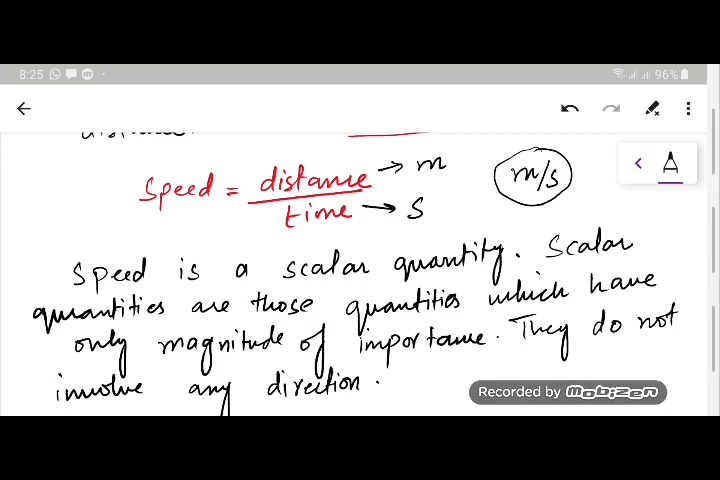 8:25 96%
distance.
Speed = distance → m
time → s
m/s
Speed is a scalar quantity. Scalar
quantities are those quantities which have
only magnitude of importance. They do not
involve any direction.
Recorded by mobizen